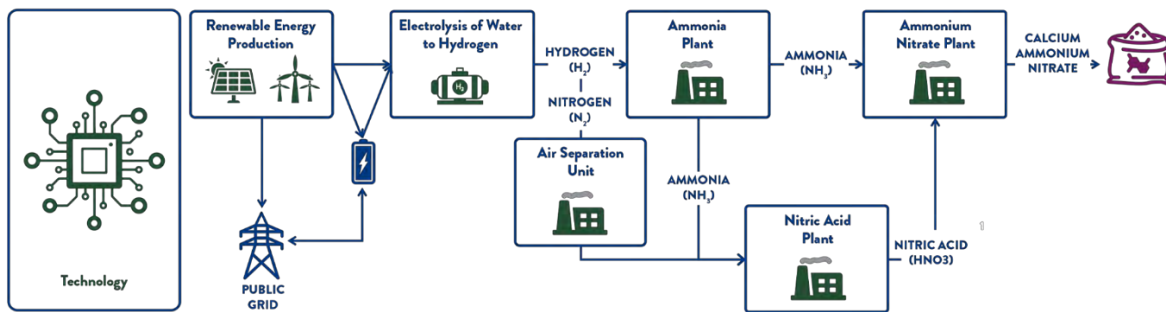 Technology
Renewable Energy
Production
PUBLIC
GRID
Electrolysis of Water
to Hydrogen
H₂
HYDROGEN
(H₂)
NITROGEN
(N₂)
Air Separation
Unit
Ammonia
Plant
AMMONIA
(NH₃)
AMMONIA
(NH₃)
Nitric Acid
Plant
NITRIC ACID
(HNO3)
1
Ammonium
Nitrate Plant
CALCIUM
AMMONIUM
NITRATE